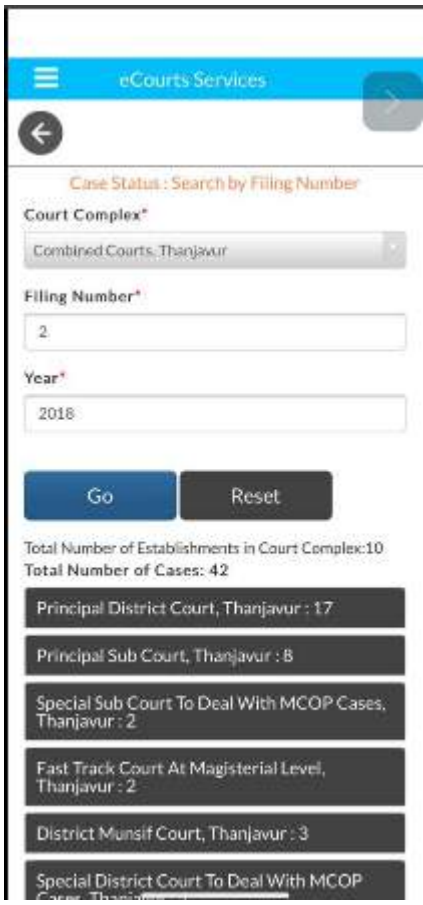 eCourts Services
Case Status : Search by Filing Number
Court Complex*
Combined Courts, Thanjavur
Filing Number*
2
Year*
2018
Go
Reset
Total Number of Establishments in Court Complex:10
Total Number of Cases: 42
Principal District Court, Thanjavur : 17
Principal Sub Court, Thanjavur : 8
Special Sub Court To Deal With MCOP Cases,
Thanjavur : 2
Fast Track Court At Magisterial Level,
Thanjavur : 2
District Munsif Court, Thanjavur : 3
Special District Court To Deal With MCOP